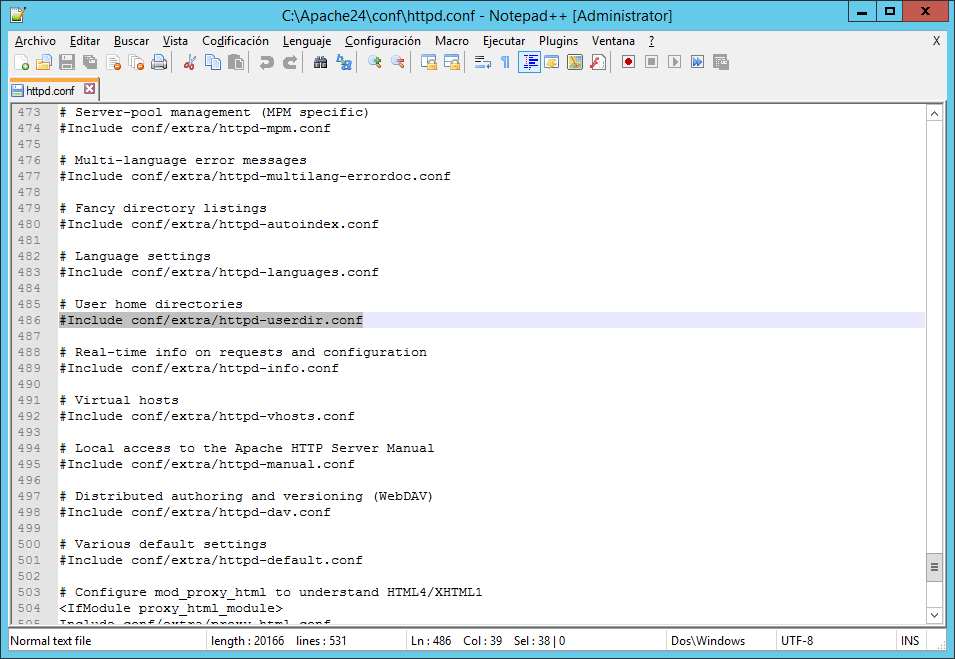 C:\Apache24\conf\httpd.conf - Notepad++ [Administrator]
Archivo Editar Buscar Vista Codificación Lenguaje Configuración Macro Ejecutar Plugins Ventana ? X
httpd.conf
473 # Server-pool management (MPM specific)
474 #Include conf/extra/httpd-mpm.conf
475
476 # Multi-language error messages
477 #Include conf/extra/httpd-multilang-errordoc.conf
478
479 # Fancy directory listings
480 #Include conf/extra/httpd-autoindex.conf
481
482 # Language settings
483 #Include conf/extra/httpd-languages.conf
484
485 # User home directories
486 #Include conf/extra/httpd-userdir.conf
487
488 # Real-time info on requests and configuration
489 #Include conf/extra/httpd-info.conf
490
491 # Virtual hosts
492 #Include conf/extra/httpd-vhosts.conf
493
494 # Local access to the Apache HTTP Server Manual
495 #Include conf/extra/httpd-manual.conf
496
497 # Distributed authoring and versioning (WebDAV)
498 #Include conf/extra/httpd-dav.conf
499
500 # Various default settings
501 #Include conf/extra/httpd-default.conf
502
503 # Configure mod_proxy_html to understand HTML4/XHTML1
504 <IfModule proxy_html_module>
505 Include conf/extra/proxy-html.conf
Normal text file length : 20166 lines : 531 Ln : 486 Col : 39 Sel : 38 | 0 Dos\Windows UTF-8 INS